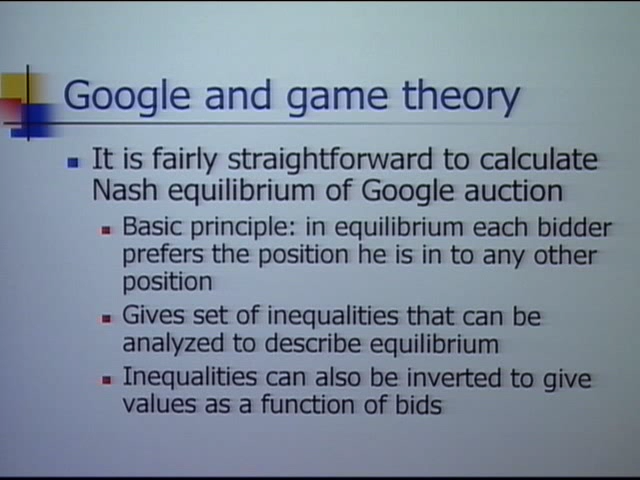 Google and game theory
It is fairly straightforward to calculate
Nash equilibrium of Google auction
Basic principle: in equilibrium each bidder
prefers the position he is in to any other
position
Gives set of inequalities that can be
analyzed to describe equilibrium
Inequalities can also be inverted to give
values as a function of bids